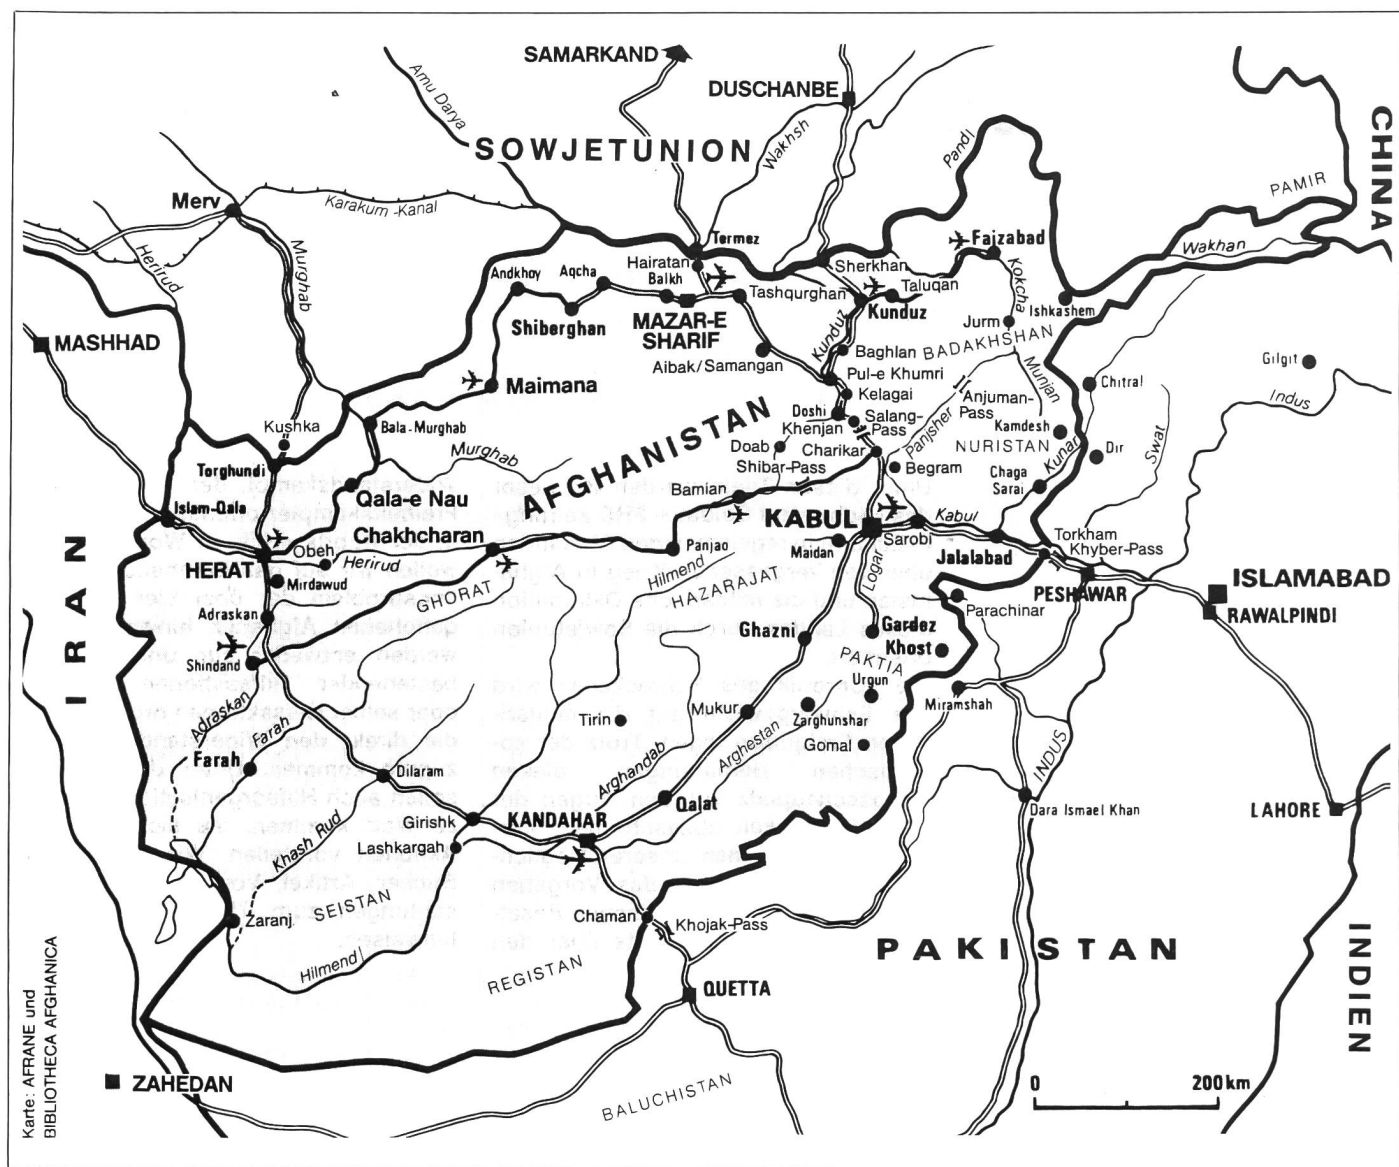 SAMARKAND
DUSCHANBE
Amu Darya
SOWJETUNION
Wakhsh
Pandj
CHINA
PAMIR
Merv
Karakum-Kanal
Herirud
Murghab
Termez
Hairatan
Balkh
Sherkhan
Fajzabad
Wakhan
Andkhoy
Aqcha
Tashqurghan
Taluqan
Kokcha
Shiberghan
MAZAR-E
SHARIF
Kunduz
Kunduz
Jurm
Ishkashem
MASHHAD
Aibak/Samangan
Baghlan
BADAKHSHAN
Gilgit
Maimana
Pul-e Khumri
Kelagai
Munjan
Chitral
Indus
Anjuman-
Pass
Kushka
Bala-Murghab
AFGHANISTAN
Doshi
Khenjan
Salang-
Pass
Panjsher
Kamdesh
NURISTAN
Kunar
Dir
Swat
Torghundi
Murghab
Doab
Shibar-Pass
Charikar
Begram
Chaga
Sarai
Islam-Qala
Qala-e Nau
Bamian
KABUL
Kabul
Sarobi
Jalalabad
Torkham
Khyber-Pass
IRAN
HERAT
Obeh
Herirud
Chakhcharan
Panjao
Maidan
Logar
Mirdawud
GHORAT
Hilmend
HAZARAJAT
PESHAWAR
ISLAMABAD
RAWALPINDI
Adraskan
Parachinar
Shindand
Ghazni
Gardez
Khost
PAKTIA
Urgun
Miramshah
Adraskan
Farah
Farah
Tirin
Mukur
Zarghunshar
Gomal
Dilaram
Arghandab
Arghestan
INDUS
Girishk
Lashkargah
KANDAHAR
Qalat
Dara Ismael Khan
LAHORE
Khash Rud
Zaranj
SEISTAN
Chaman
Khojak-Pass
Hilmend
REGISTAN
PAKISTAN
INDIEN
QUETTA
ZAHEDAN
BALUCHISTAN
0 200 km
Karte: AFRANE und
BIBLIOTHECA AFGHANICA